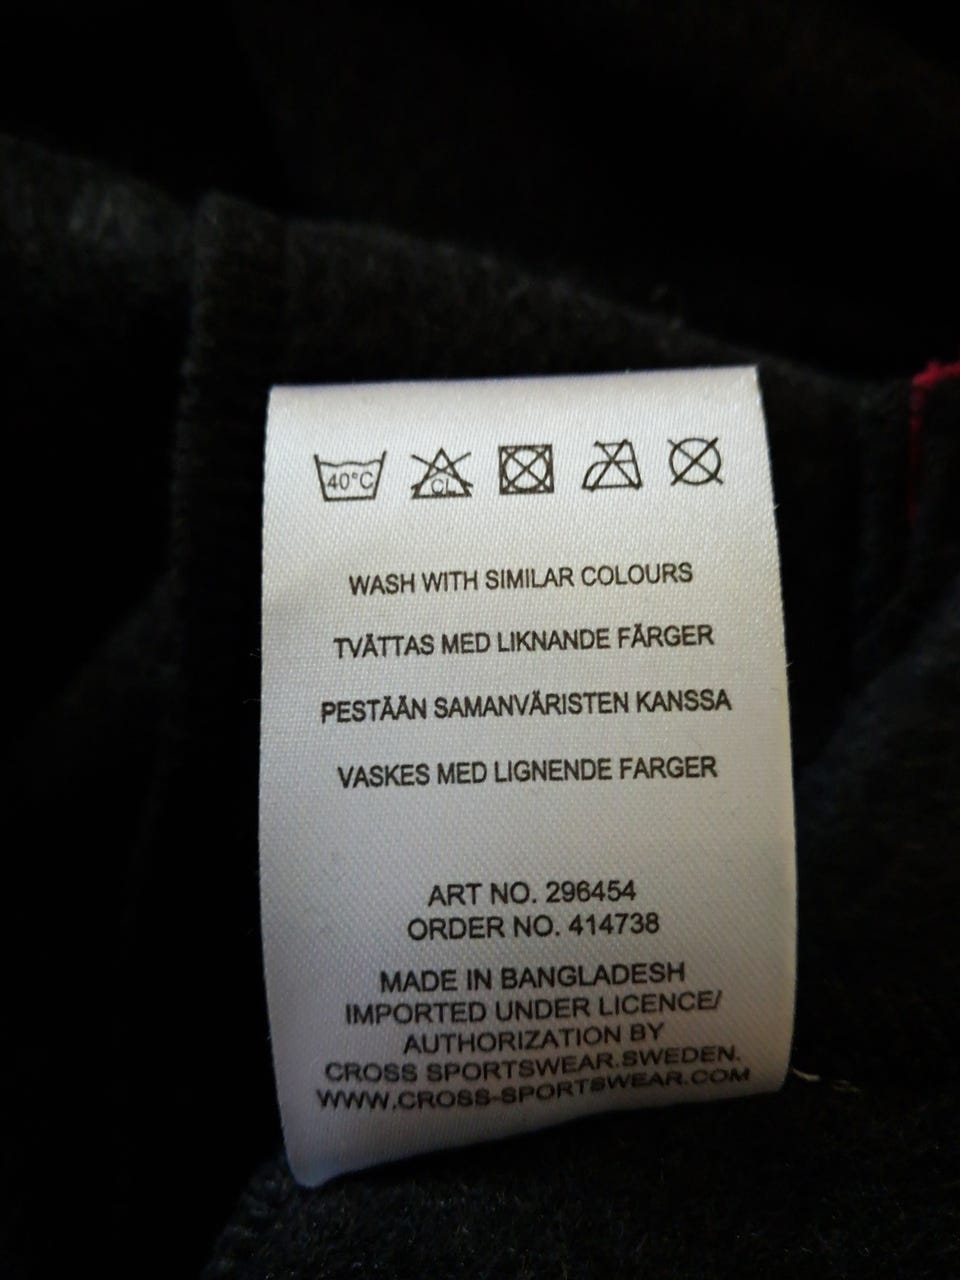 40°C CL
WASH WITH SIMILAR COLOURS
TVÄTTAS MED LIKNANDE FÄRGER
PESTÄÄN SAMANVÄRISTEN KANSSA
VASKES MED LIGNENDE FARGER
ART NO. 296454
ORDER NO. 414738
MADE IN BANGLADESH
IMPORTED UNDER LICENCE/
AUTHORIZATION BY
CROSS SPORTSWEAR.SWEDEN.
WWW.CROSS-SPORTSWEAR.COM